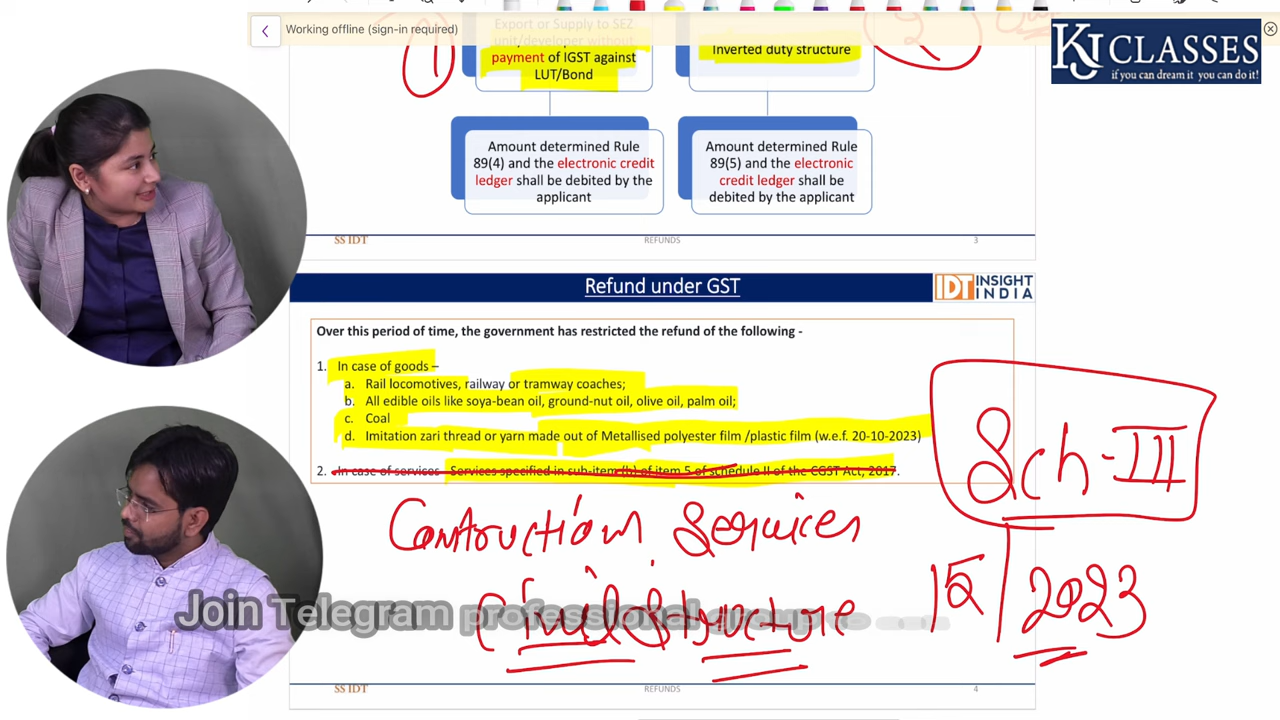 Working offline (sign-in required)
Export or Supply to SEZ
unit/developer without
payment of IGST against
LUT/Bond
Inverted duty structure
KJ CLASSES
if you can dream it you can do it!
Amount determined Rule
89(4) and the electronic credit
ledger shall be debited by the
applicant
Amount determined Rule
89(5) and the electronic
credit ledger shall be
debited by the applicant
SS IDT REFUNDS 3
Refund under GST
IDT INSIGHT
INDIA
Over this period of time, the government has restricted the refund of the following -
1. In case of goods –
a. Rail locomotives, railway or tramway coaches;
b. All edible oils like soya-bean oil, ground-nut oil, olive oil, palm oil;
c. Coal
d. Imitation zari thread or yarn made out of Metallised polyester film /plastic film (w.e.f. 20-10-2023)
2. In case of services Services specified in sub-item (b) of item 5 of schedule II of the CGST Act, 2017.
Sch-III
Contruction Services
Civil Structure
15 2023
Join Telegram professional
SS IDT REFUNDS 4